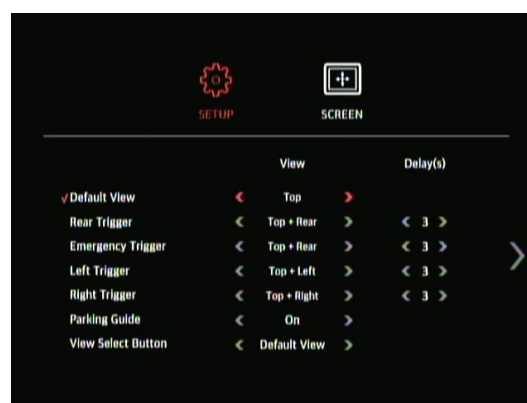 SETUP SCREEN
View Delay(s)
√ Default View < Top >
Rear Trigger < Top + Rear > < 3 >
Emergency Trigger < Top + Rear > < 3 >
Left Trigger < Top + Left > < 3 >
Right Trigger < Top + Right > < 3 >
Parking Guide < On >
View Select Button < Default View >